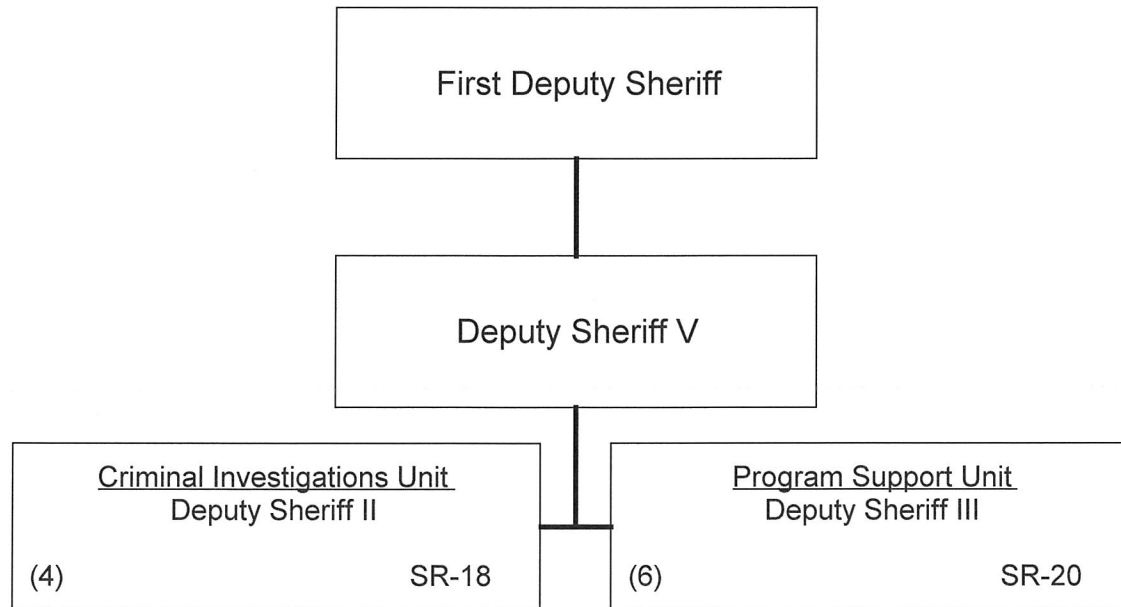 First Deputy Sheriff
Deputy Sheriff V
Criminal Investigations Unit
Deputy Sheriff II
(4) SR-18
Program Support Unit
Deputy Sheriff III
(6) SR-20